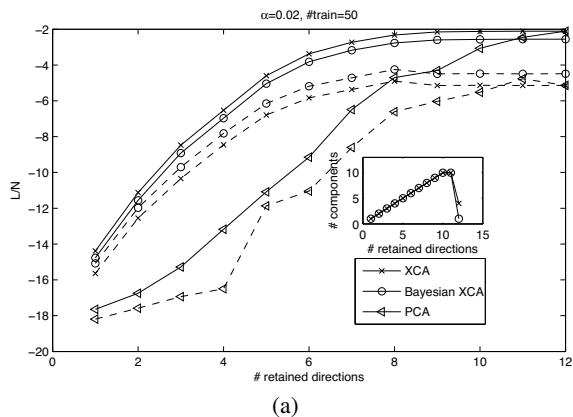 α=0.02, #train=50
−2
−4
−6
−8
−10
−12
−14
−16
−18
−20
L/N
0
2
4
6
8
10
12
# retained directions
10
5
0
# components
0
5
10
15
# retained directions
XCA
Bayesian XCA
PCA
(a)